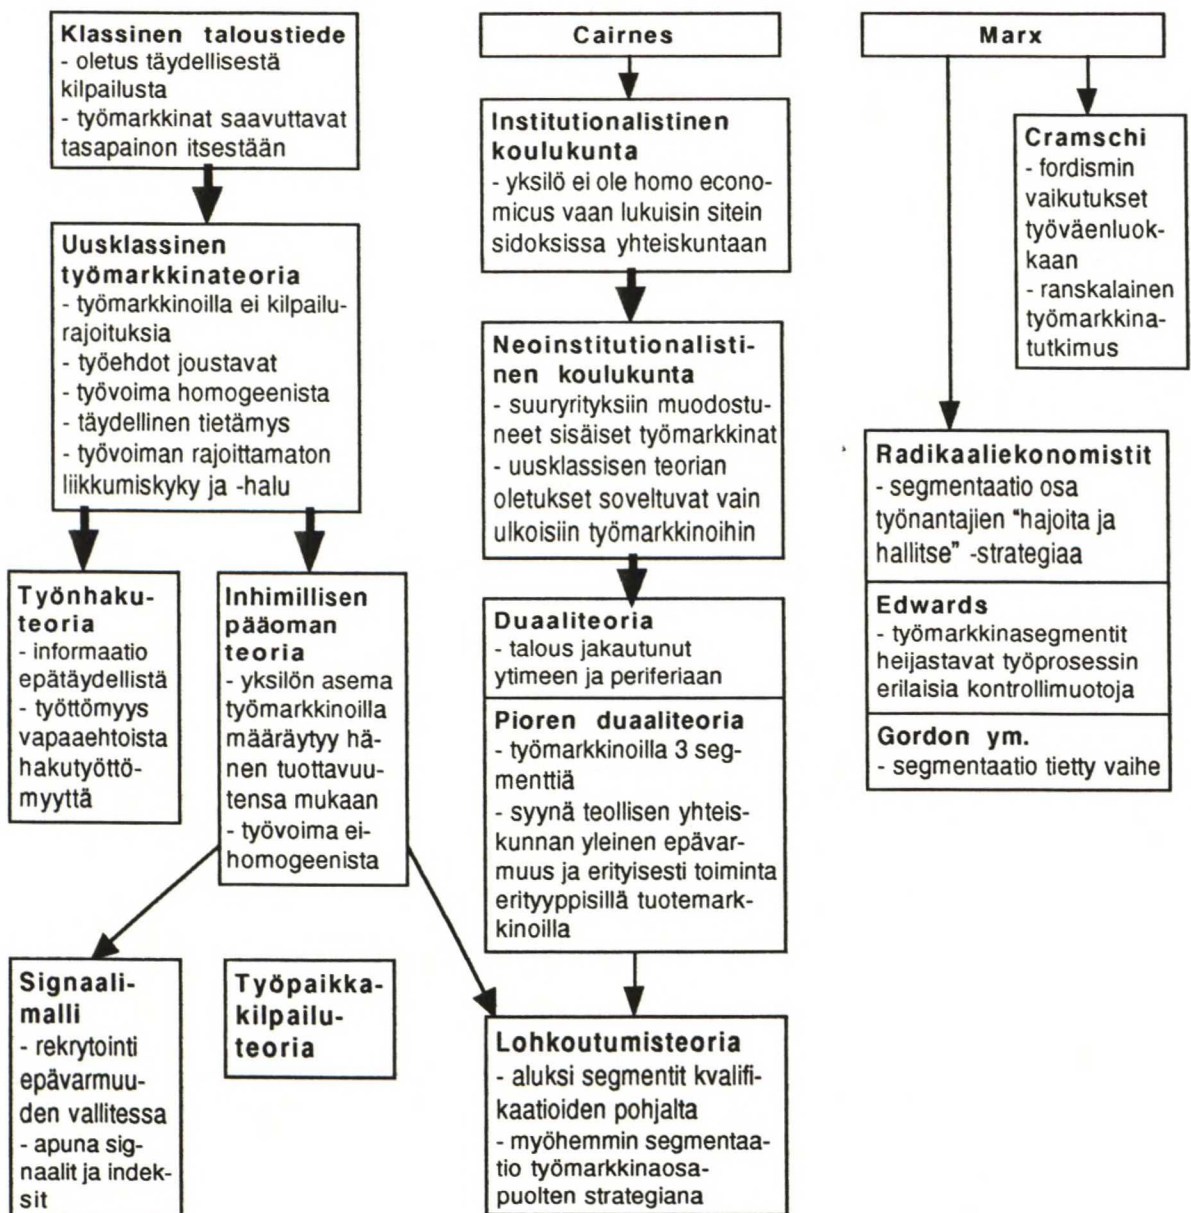 Klassinen taloustiede
- oletus täydellisestä
kilpailusta
- työmarkkinat saavuttavat
tasapainon itsestään
Uusklassinen
työmarkkinateoria
- työmarkkinoilla ei kilpailu-
rajoituksia
- työehdot joustavat
- työvoima homogeenista
- täydellinen tietämys
- työvoiman rajoittamaton
liikkumiskyky ja -halu
Työnhaku-
teoria
- informaatio
epätäydellistä
- työttömyys
vapaaehtoista
hakutyöttö-
myyttä
Inhimillisen
pääoman
teoria
- yksilön asema
työmarkkinoilla
määräytyy hä-
nen tuottavuu-
tensa mukaan
- työvoima ei-
homogeenista
Signaali-
malli
- rekrytointi
epävarmuu-
den vallitessa
- apuna sig-
naalit ja indek-
sit
Työpaikka-
kilpailu-
teoria
Cairnes
Institutionalistinen
koulukunta
- yksilö ei ole homo econo-
micus vaan lukuisin sitein
sidoksissa yhteiskuntaan
Neoinstitutionalisti-
nen koulukunta
- suuryrityksiin muodostu-
neet sisäiset työmarkkinat
- uusklassisen teorian
oletukset soveltuvat vain
ulkoisiin työmarkkinoihin
Duaaliteoria
- talous jakautunut
ytimeen ja periferiaan
Pioren duaaliteoria
- työmarkkinoilla 3 seg-
menttiä
- syynä teollisen yhteis-
kunnan yleinen epävar-
muus ja erityisesti toiminta
erityyppisillä tuotemark-
kinoilla
Lohkoutumisteoria
- aluksi segmentit kvalifi-
kaatioiden pohjalta
- myöhemmin segmentaa-
tio työmarkkinaosa-
puolten strategiana
Marx
Cramschi
- fordismin
vaikutukset
työväenluok-
kaan
- ranskalainen
työmarkkina-
tutkimus
Radikaaliekonomistit
- segmentaatio osa
työnantajien "hajoita ja
hallitse" -strategiaa
Edwards
- työmarkkinasegmentit
heijastavat työprosessin
erilaisia kontrollimuotoja
Gordon ym.
- segmentaatio tietty vaihe